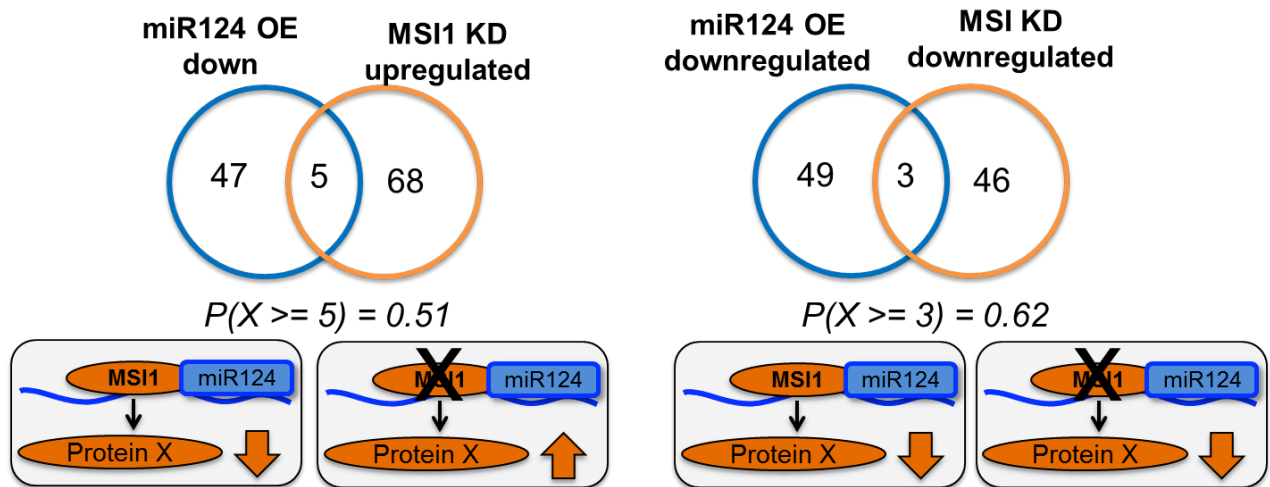 miR124 OE
down
MSI1 KD
upregulated
47
5
68
P(X >= 5) = 0.51
MSI1
miR124
Protein X
MSI1
X
miR124
Protein X
miR124 OE
downregulated
MSI KD
downregulated
49
3
46
P(X >= 3) = 0.62
MSI1
miR124
Protein X
MSI1
X
miR124
Protein X